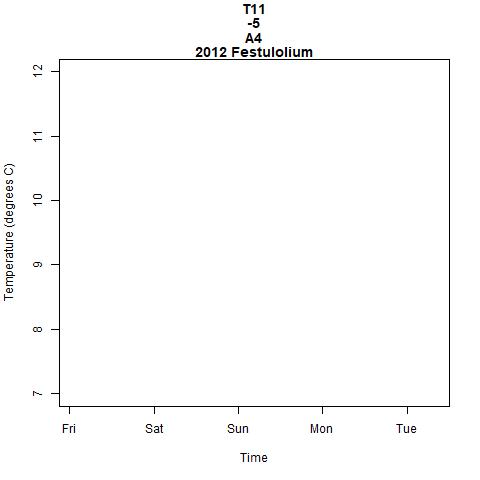 T11
-5
A4
2012 Festulolium
12
11
10
9
8
7
Temperature (degrees C)
Fri Sat Sun Mon Tue
Time